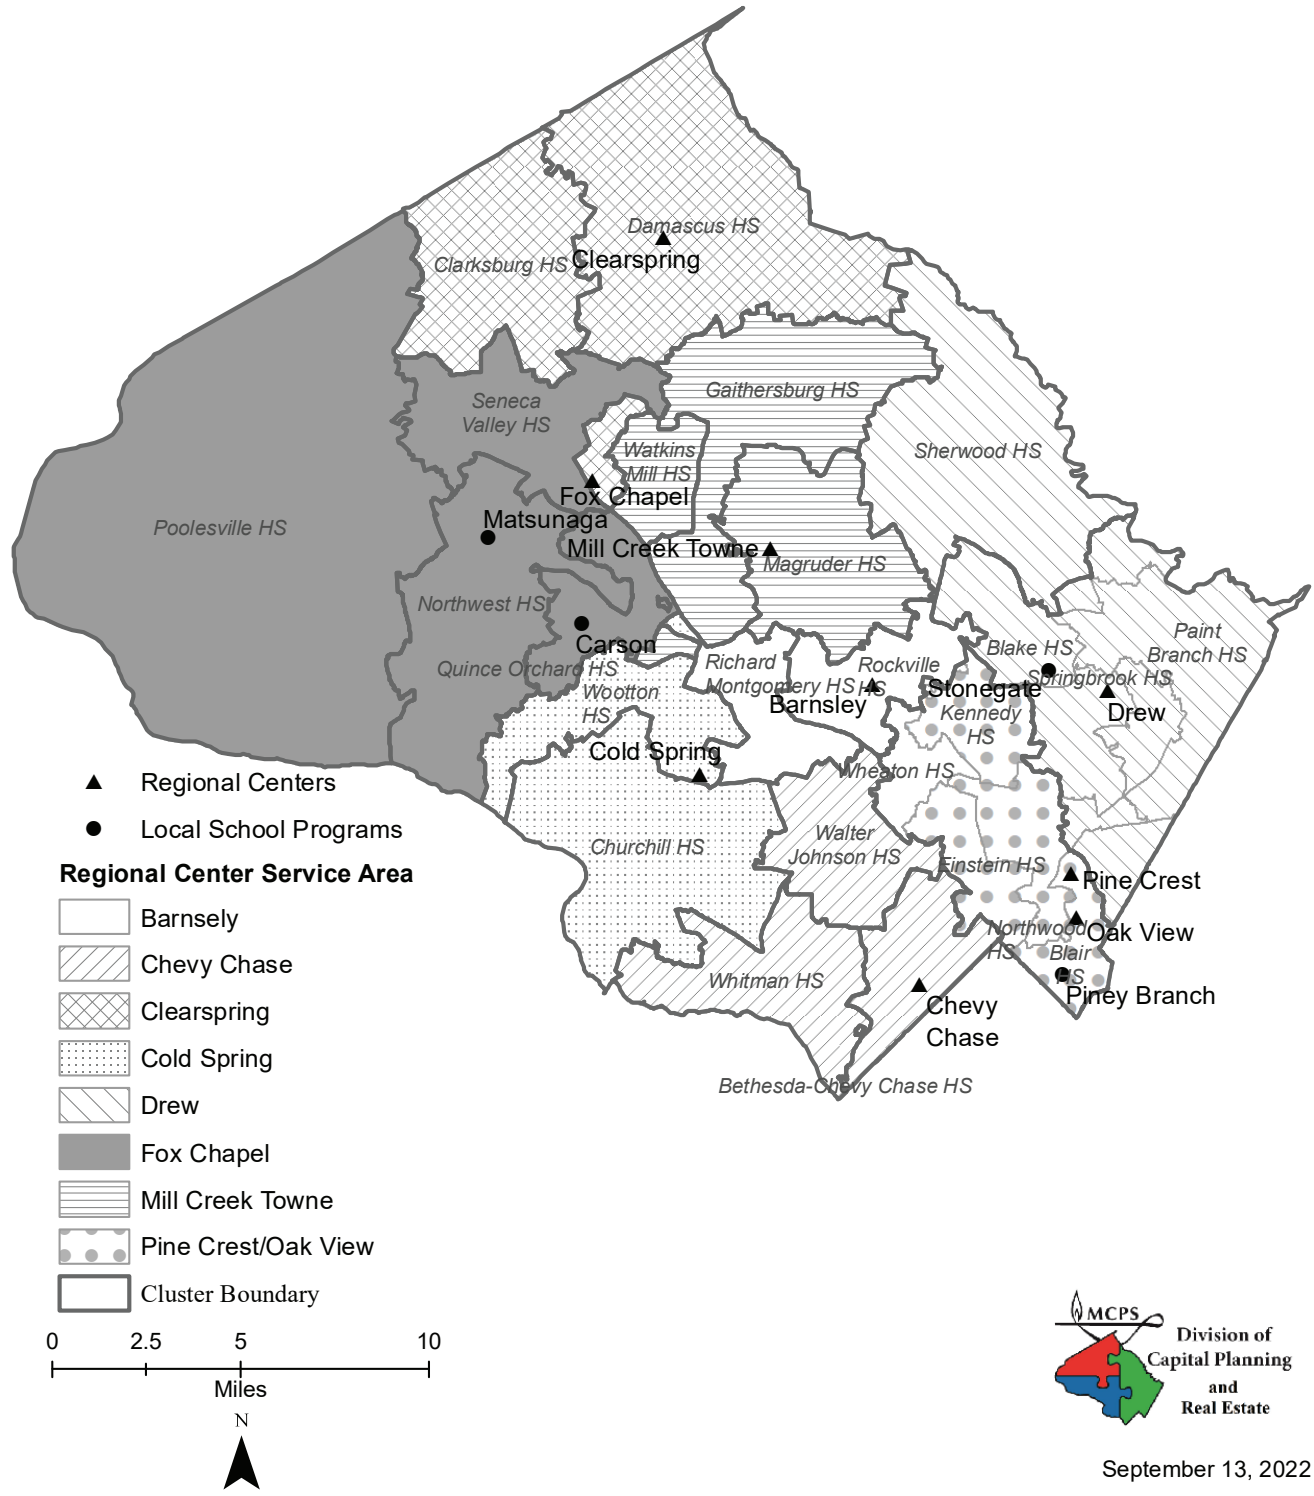 Damascus HS
Clearspring
Clarksburg HS
Gaithersburg HS
Seneca
Valley HS
Watkins
Mill HS
Sherwood HS
Fox Chapel
Matsunaga
Poolesville HS
Mill Creek Towne
Magruder HS
Northwest HS
Carson
Quince Orchard HS
Paint
Branch HS
Blake HS
Springbrook HS
Richard
Montgomery HS
Rockville
HS
Stonegate
Barnsley
Drew
Wootton
HS
Kennedy
HS
Cold Spring
Wheaton HS
Churchill HS
Walter
Johnson HS
Einstein HS
Pine Crest
Northwood
HS
Oak View
Blair
HS
Piney Branch
Whitman HS
Chevy
Chase
Bethesda-Chevy Chase HS
Regional Centers
Local School Programs
Regional Center Service Area
Barnsely
Chevy Chase
Clearspring
Cold Spring
Drew
Fox Chapel
Mill Creek Towne
Pine Crest/Oak View
Cluster Boundary
0 2.5 5 10
Miles
N
MCPS
Division of
Capital Planning
and
Real Estate
September 13, 2022